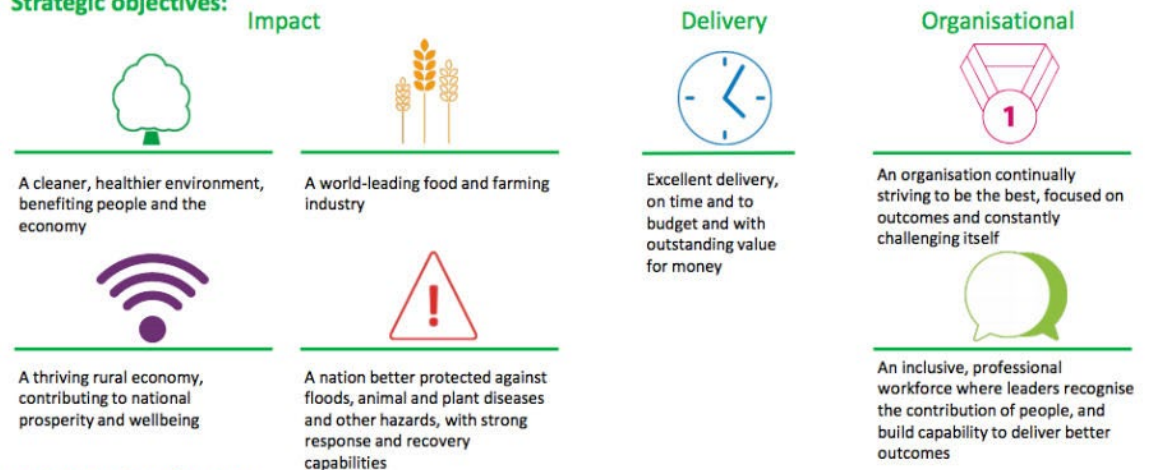 Strategic objectives:
Impact
Delivery
Organisational
1
A cleaner, healthier environment,
benefiting people and the
economy
A world-leading food and farming
industry
Excellent delivery,
on time and to
budget and with
outstanding value
for money
An organisation continually
striving to be the best, focused on
outcomes and constantly
challenging itself
!
A thriving rural economy,
contributing to national
prosperity and wellbeing
A nation better protected against
floods, animal and plant diseases
and other hazards, with strong
response and recovery
capabilities
An inclusive, professional
workforce where leaders recognise
the contribution of people, and
build capability to deliver better
outcomes